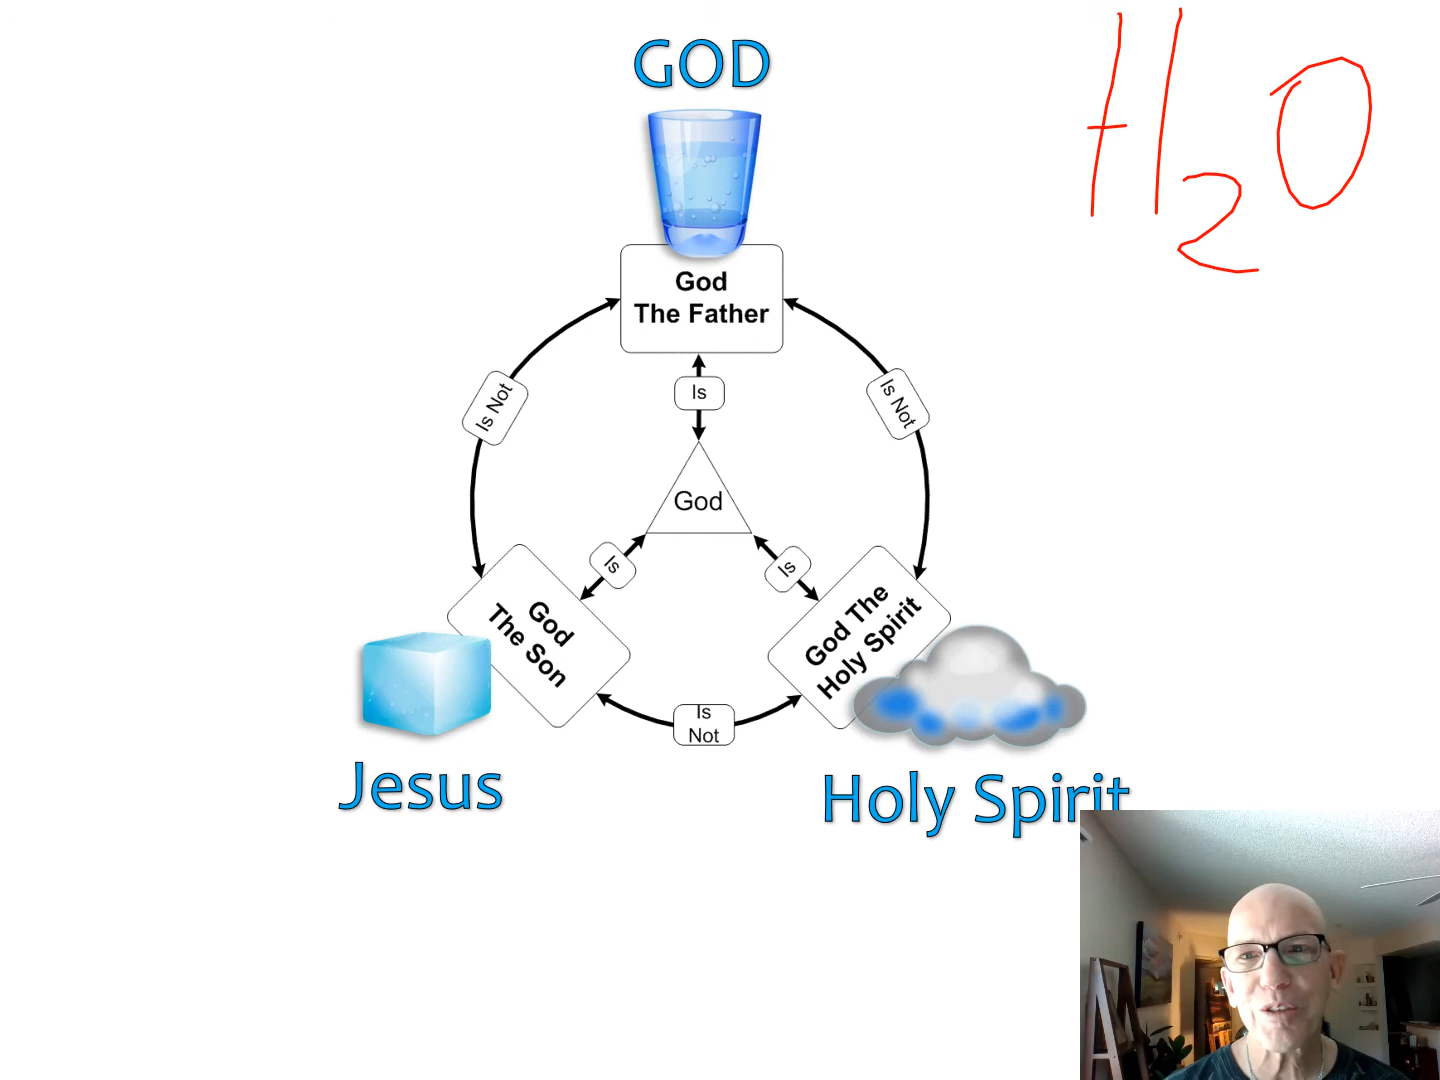 GOD
H2O
God
The Father
Is
Is Not
Is Not
God
Is
Is
God
The Son
God The
Holy Spirit
Is
Not
Jesus
Holy Spirit